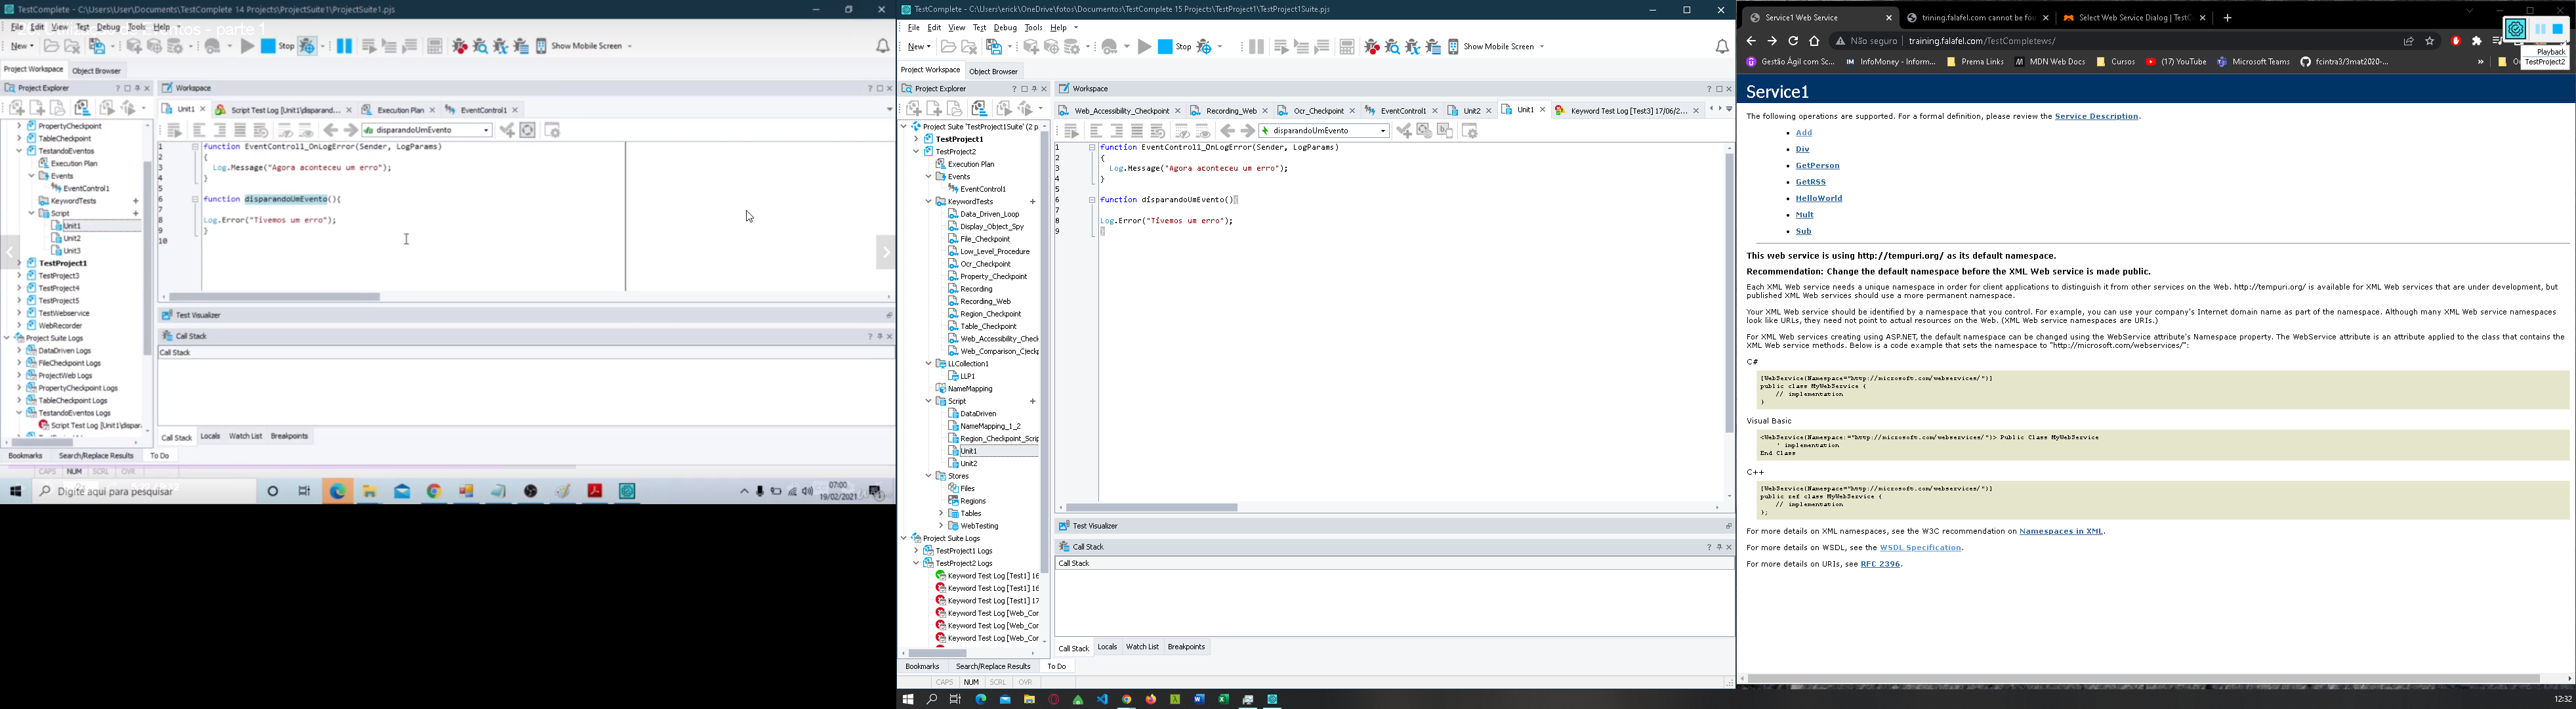 TestComplete - C:\Users\User\Documents\TestComplete 14 Projects\ProjectSuite1\ProjectSuite1.pjs
File Edit View Test Debug Tools Help
New Stop Show Mobile Screen
Project Workspace Object Browser
Project Explorer
Workspace
Unit1 Script Test Log [Unit1\disparand... Execution Plan EventControl1
disparandoUmEvento
PropertyCheckpoint
TableCheckpoint
TestandoEventos
Execution Plan
Events
EventControl1
KeywordTests
Script
Unit1
Unit2
Unit3
TestProject1
TestProject3
TestProject4
TestProject5
TestWebservice
WebRecorder
Project Suite Logs
DataDriven Logs
FileCheckpoint Logs
ProjectWeb Logs
PropertyCheckpoint Logs
TableCheckpoint Logs
TestandoEventos Logs
Script Test Log [Unit1\dispar
1 function EventControl1_OnLogError(Sender, LogParams)
2 {
3 Log.Message("Agora aconteceu um erro");
4 }
5
6 function disparandoUmEvento(){
7
8 Log.Error("Tivemos um erro");
9 }
10
Test Visualizer
Call Stack
Call Stack
Call Stack Locals Watch List Breakpoints
Bookmarks Search/Replace Results To Do
CAPS NUM SCRL OVR
Digite aqui para pesquisar
07:00
19/02/2021
TestComplete - C:\Users\erick\OneDrive\fotos\Documentos\TestComplete 15 Projects\TestProject1\TestProject1Suite.pjs
File Edit View Test Debug Tools Help
New Stop Show Mobile Screen
Project Workspace Object Browser
Project Explorer
Workspace
Web_Accessibility_Checkpoint Recording_Web Ocr_Checkpoint EventControl1 Unit2 Unit1 Keyword Test Log [Test3] 17/06/2...
disparandoUmEvento
Project Suite 'TestProject1Suite' (2 p
TestProject1
TestProject2
Execution Plan
Events
EventControl1
KeywordTests
Data_Driven_Loop
Display_Object_Spy
File_Checkpoint
Low_Level_Procedure
Ocr_Checkpoint
Property_Checkpoint
Recording
Recording_Web
Region_Checkpoint
Table_Checkpoint
Web_Accessibility_Check
Web_Comparison_Cjeckp
LLCollection1
LLP1
NameMapping
Script
DataDriven
NameMapping_1_2
Region_Checkpoint_Scrip
Unit1
Unit2
Stores
Files
Regions
Tables
WebTesting
Project Suite Logs
TestProject1 Logs
TestProject2 Logs
Keyword Test Log [Test1] 16
Keyword Test Log [Test1] 16
Keyword Test Log [Test1] 17
Keyword Test Log [Web_Cor
Keyword Test Log [Web_Cor
Keyword Test Log [Web_Cor
1 function EventControl1_OnLogError(Sender, LogParams)
2 {
3 Log.Message("Agora aconteceu um erro");
4 }
5
6 function disparandoUmEvento(){
7
8 Log.Error("Tivemos um erro");
9 }
Test Visualizer
Call Stack
Call Stack
Call Stack Locals Watch List Breakpoints
Bookmarks Search/Replace Results To Do
CAPS NUM SCRL OVR
Service1 Web Service trining.falafel.com cannot be fou Select Web Service Dialog | TestC
Não seguro training.falafel.com/TestCompletews/
Playback
TestProject2
Gestão Ágil com Sc... InfoMoney - Inform... Prema Links MDN Web Docs Cursos (17) YouTube Microsoft Teams fcintra3/3mat2020-...
Service1
The following operations are supported. For a formal definition, please review the Service Description.
Add
Div
GetPerson
GetRSS
HelloWorld
Mult
Sub
This web service is using http://tempuri.org/ as its default namespace.
Recommendation: Change the default namespace before the XML Web service is made public.
Each XML Web service needs a unique namespace in order for client applications to distinguish it from other services on the Web. http://tempuri.org/ is available for XML Web services that are under development, but
published XML Web services should use a more permanent namespace.
Your XML Web service should be identified by a namespace that you control. For example, you can use your company's Internet domain name as part of the namespace. Although many XML Web service namespaces
look like URLs, they need not point to actual resources on the Web. (XML Web service namespaces are URIs.)
For XML Web services creating using ASP.NET, the default namespace can be changed using the WebService attribute's Namespace property. The WebService attribute is an attribute applied to the class that contains the
XML Web service methods. Below is a code example that sets the namespace to "http://microsoft.com/webservices/":
C#
[WebService(Namespace="http://microsoft.com/webservices/")]
public class MyWebService {
// implementation
}
Visual Basic
<WebService(Namespace:="http://microsoft.com/webservices/")> Public Class MyWebService
' implementation
End Class
C++
[WebService(Namespace="http://microsoft.com/webservices/")]
public ref class MyWebService {
// implementation
};
For more details on XML namespaces, see the W3C recommendation on Namespaces in XML.
For more details on WSDL, see the WSDL Specification.
For more details on URIs, see RFC 2396.
12:32